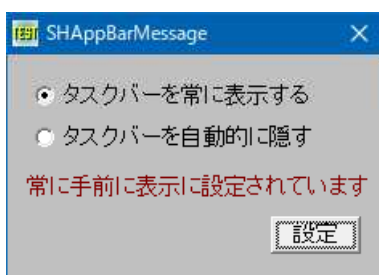 TEST SHAppBarMessage
タスクバーを常に表示する
タスクバーを自動的に隠す
常に手前に表示に設定されています
設定